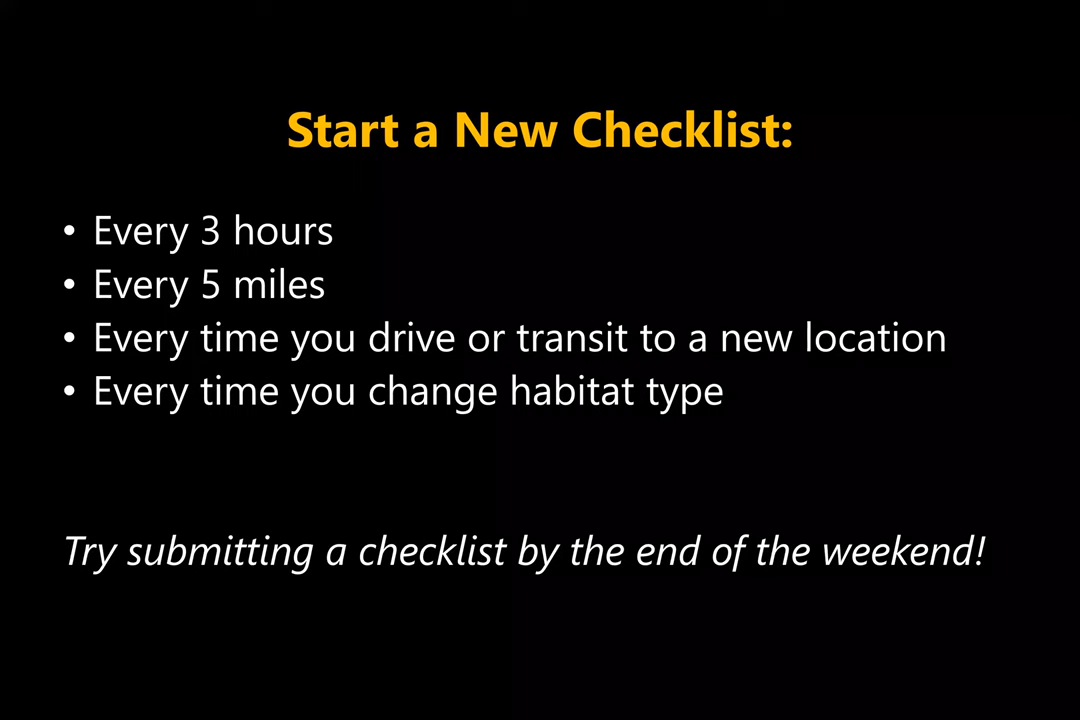 Start a New Checklist:
• Every 3 hours
• Every 5 miles
• Every time you drive or transit to a new location
• Every time you change habitat type
Try submitting a checklist by the end of the weekend!